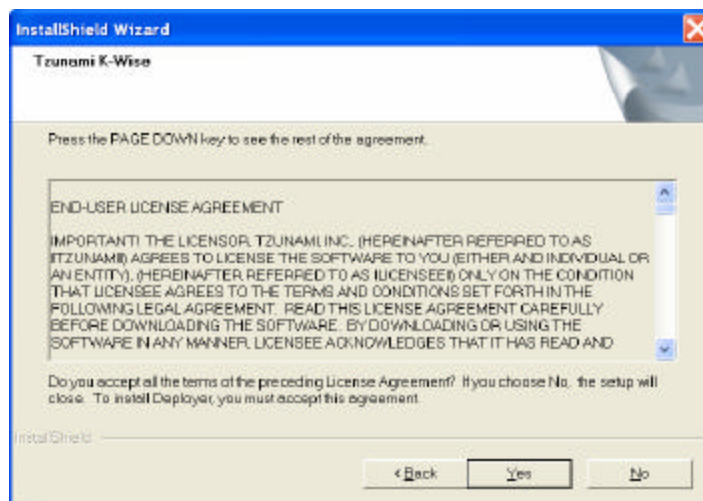 InstallShield Wizard
Tzunami K-Wise
Press the PAGE DOWN key to see the rest of the agreement.
END-USER LICENSE AGREEMENT
IMPORTANT! THE LICENSOR, TZUNAMI, INC., (HEREINAFTER REFERRED TO AS
ITZUNAMII) AGREES TO LICENSE THE SOFTWARE TO YOU (EITHER AND INDIVIDUAL OR
AN ENTITY), (HEREINAFTER REFERRED TO AS ILICENSEEI) ONLY ON THE CONDITION
THAT LICENSEE AGREES TO THE TERMS AND CONDITIONS SET FORTH IN THE
FOLLOWING LEGAL AGREEMENT. READ THIS LICENSE AGREEMENT CAREFULLY
BEFORE DOWNLOADING THE SOFTWARE. BY DOWNLOADING OR USING THE
SOFTWARE IN ANY MANNER, LICENSEE ACKNOWLEDGES THAT IT HAS READ AND
Do you accept all the terms of the preceding License Agreement? If you choose No, the setup will
close. To install Deployer, you must accept this agreement.
InstallShield
< Back
Yes
No